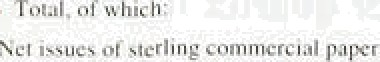 Total, of which:
Net issues of sterling commercial paper